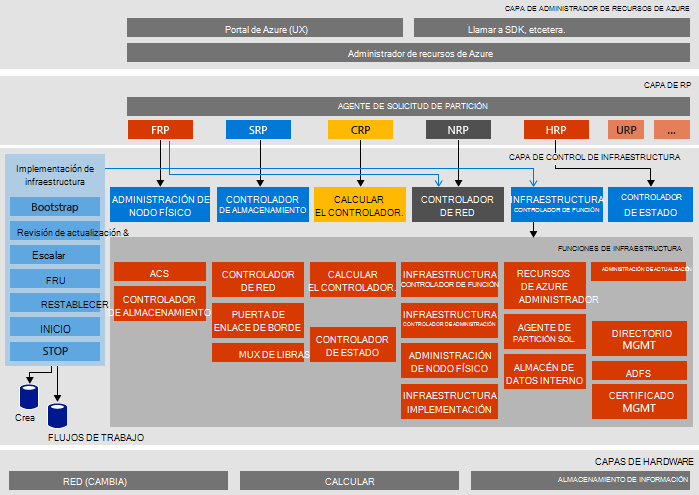 CAPA DE ADMINISTRADOR DE RECURSOS DE AZURE
Portal de Azure (UX)
Llamar a SDK, etcetera.
Administrador de recursos de Azure
CAPA DE RP
AGENTE DE SOLICITUD DE PARTICIÓN
FRP
SRP
CRP
NRP
HRP
URP
...
CAPA DE CONTROL DE INFRAESTRUCTURA
Implementación de
infraestructura
Bootstrap
Revisión de actualización &
Escalar
FRU
RESTABLECER
INICIO
STOP
Crea
FLUJOS DE TRABAJO
ADMINISTRACIÓN DE
NODO FÍSICO
CONTROLADOR
DE ALMACENAMIENTO
CALCULAR
EL CONTROLADOR.
CONTROLADOR
DE RED
INFRAESTRUCTURA
CONTROLADOR DE FUNCIÓN
CONTROLADOR
DE ESTADO
FUNCIONES DE INFRAESTRUCTURA
ACS
CONTROLADOR
DE ALMACENAMIENTO
CONTROLADOR
DE RED
PUERTA DE
ENLACE DE BORDE
MUX DE LIBRAS
CALCULAR
EL CONTROLADOR.
CONTROLADOR
DE ESTADO
INFRAESTRUCTURA
CONTROLADOR DE FUNCIÓN
INFRAESTRUCTURA
CONTROLADOR DE ADMINISTRACIÓN
ADMINISTRACIÓN
DE NODO FÍSICO
INFRAESTRUCTURA
IMPLEMENTACIÓN
RECURSOS
DE AZURE
ADMINISTRADOR
AGENTE DE
PARTICIÓN SOL.
ALMACÉN DE
DATOS INTERNO
ADMINISTRACIÓN DE ACTUALIZACIÓN
DIRECTORIO
MGMT
ADFS
CERTIFICADO
MGMT
CAPAS DE HARDWARE
RED (CAMBIA)
CALCULAR
ALMACENAMIENTO DE INFORMACIÓN